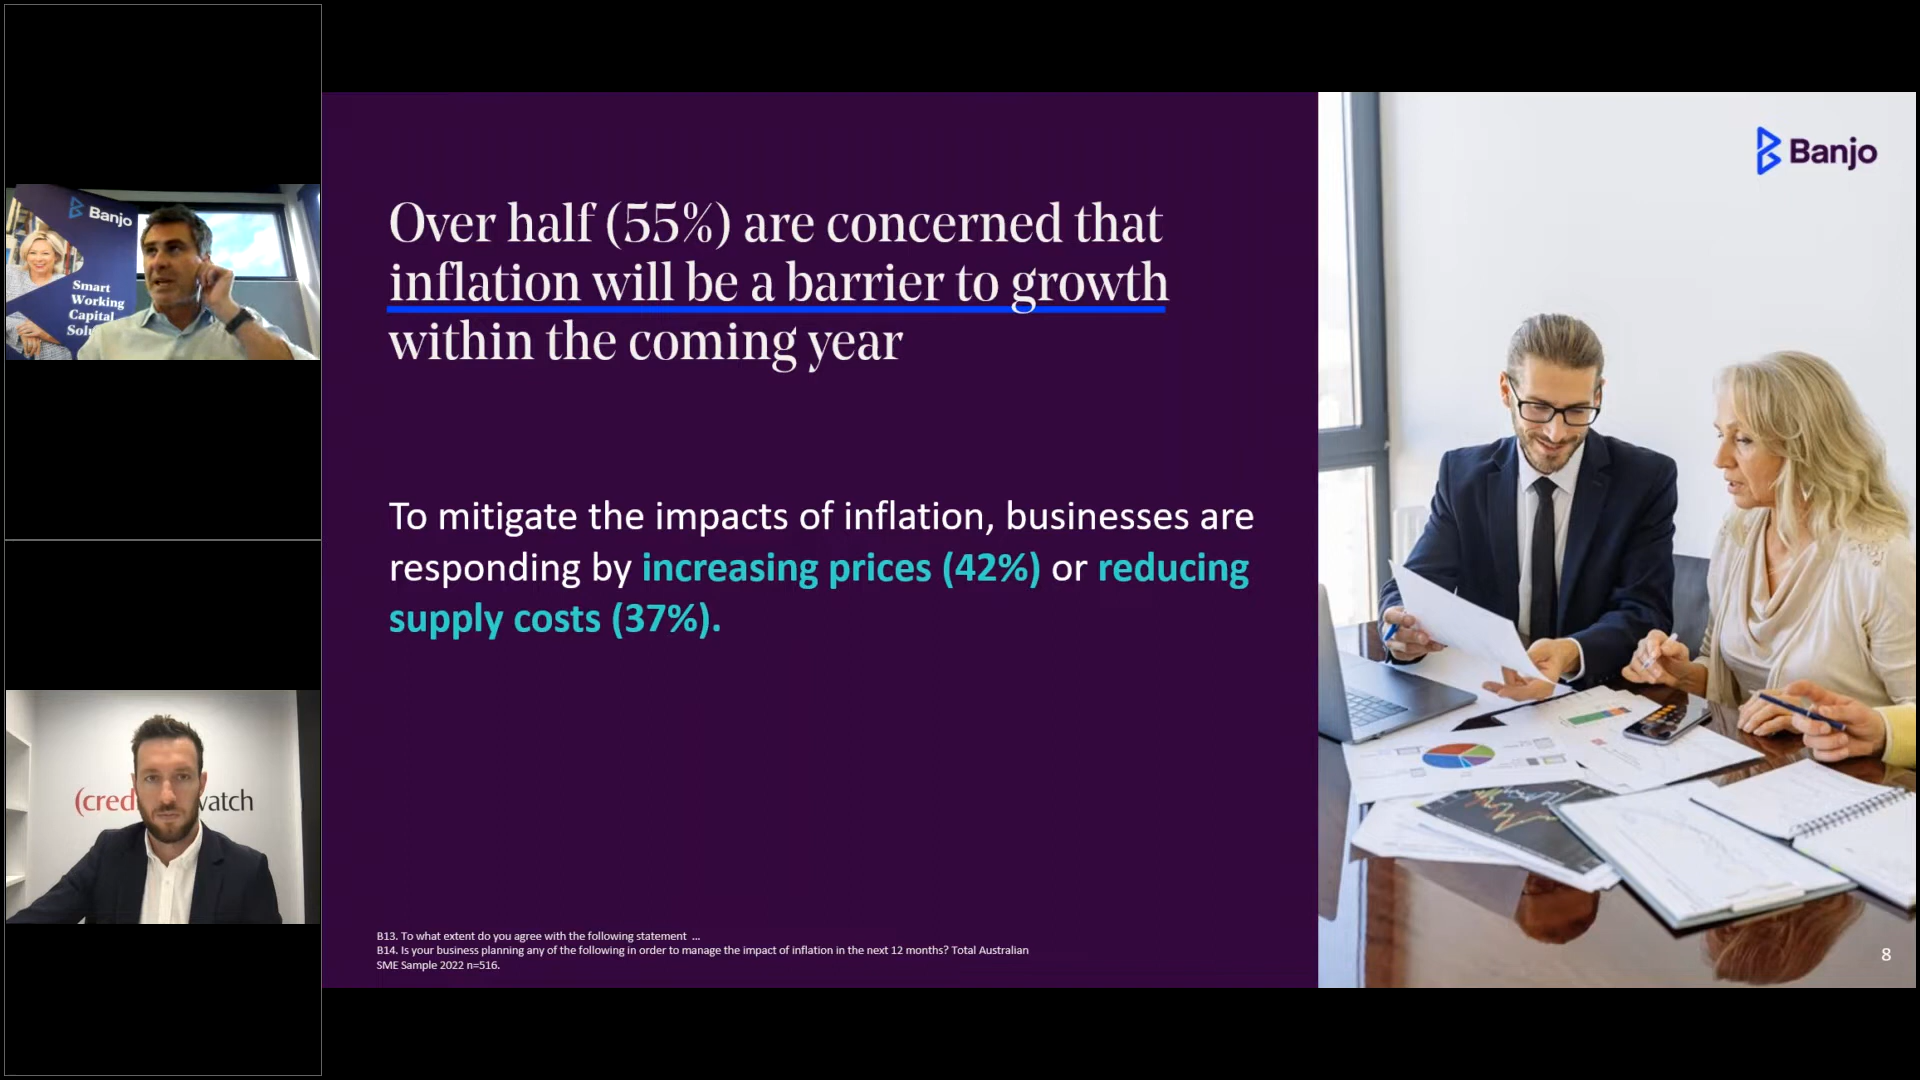 Banjo
Smart
Working
Capital
Over half (55%) are concerned that
inflation will be a barrier to growth
within the coming year
To mitigate the impacts of inflation, businesses are
responding by increasing prices (42%) or reducing
supply costs (37%).
B13. To what extent do you agree with the following statement ...
B14. Is your business planning any of the following in order to manage the impact of inflation in the next 12 months? Total Australian
SME Sample 2022 n=516.
Banjo
8